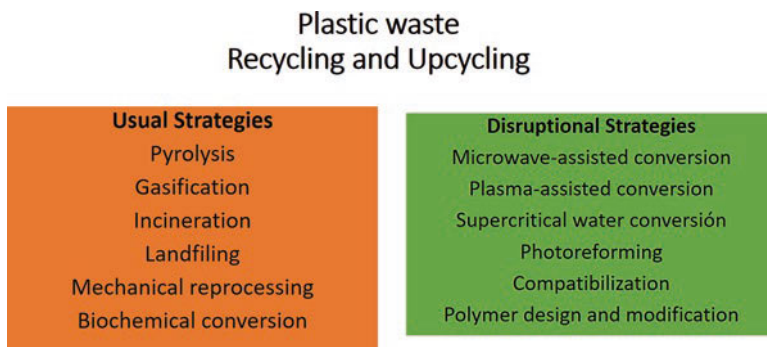 Plastic waste
Recycling and Upcycling
Usual Strategies
Pyrolysis
Gasification
Incineration
Landfiling
Mechanical reprocessing
Biochemical conversion
Disruptional Strategies
Microwave-assisted conversion
Plasma-assisted conversion
Supercritical water conversión
Photoreforming
Compatibilization
Polymer design and modification